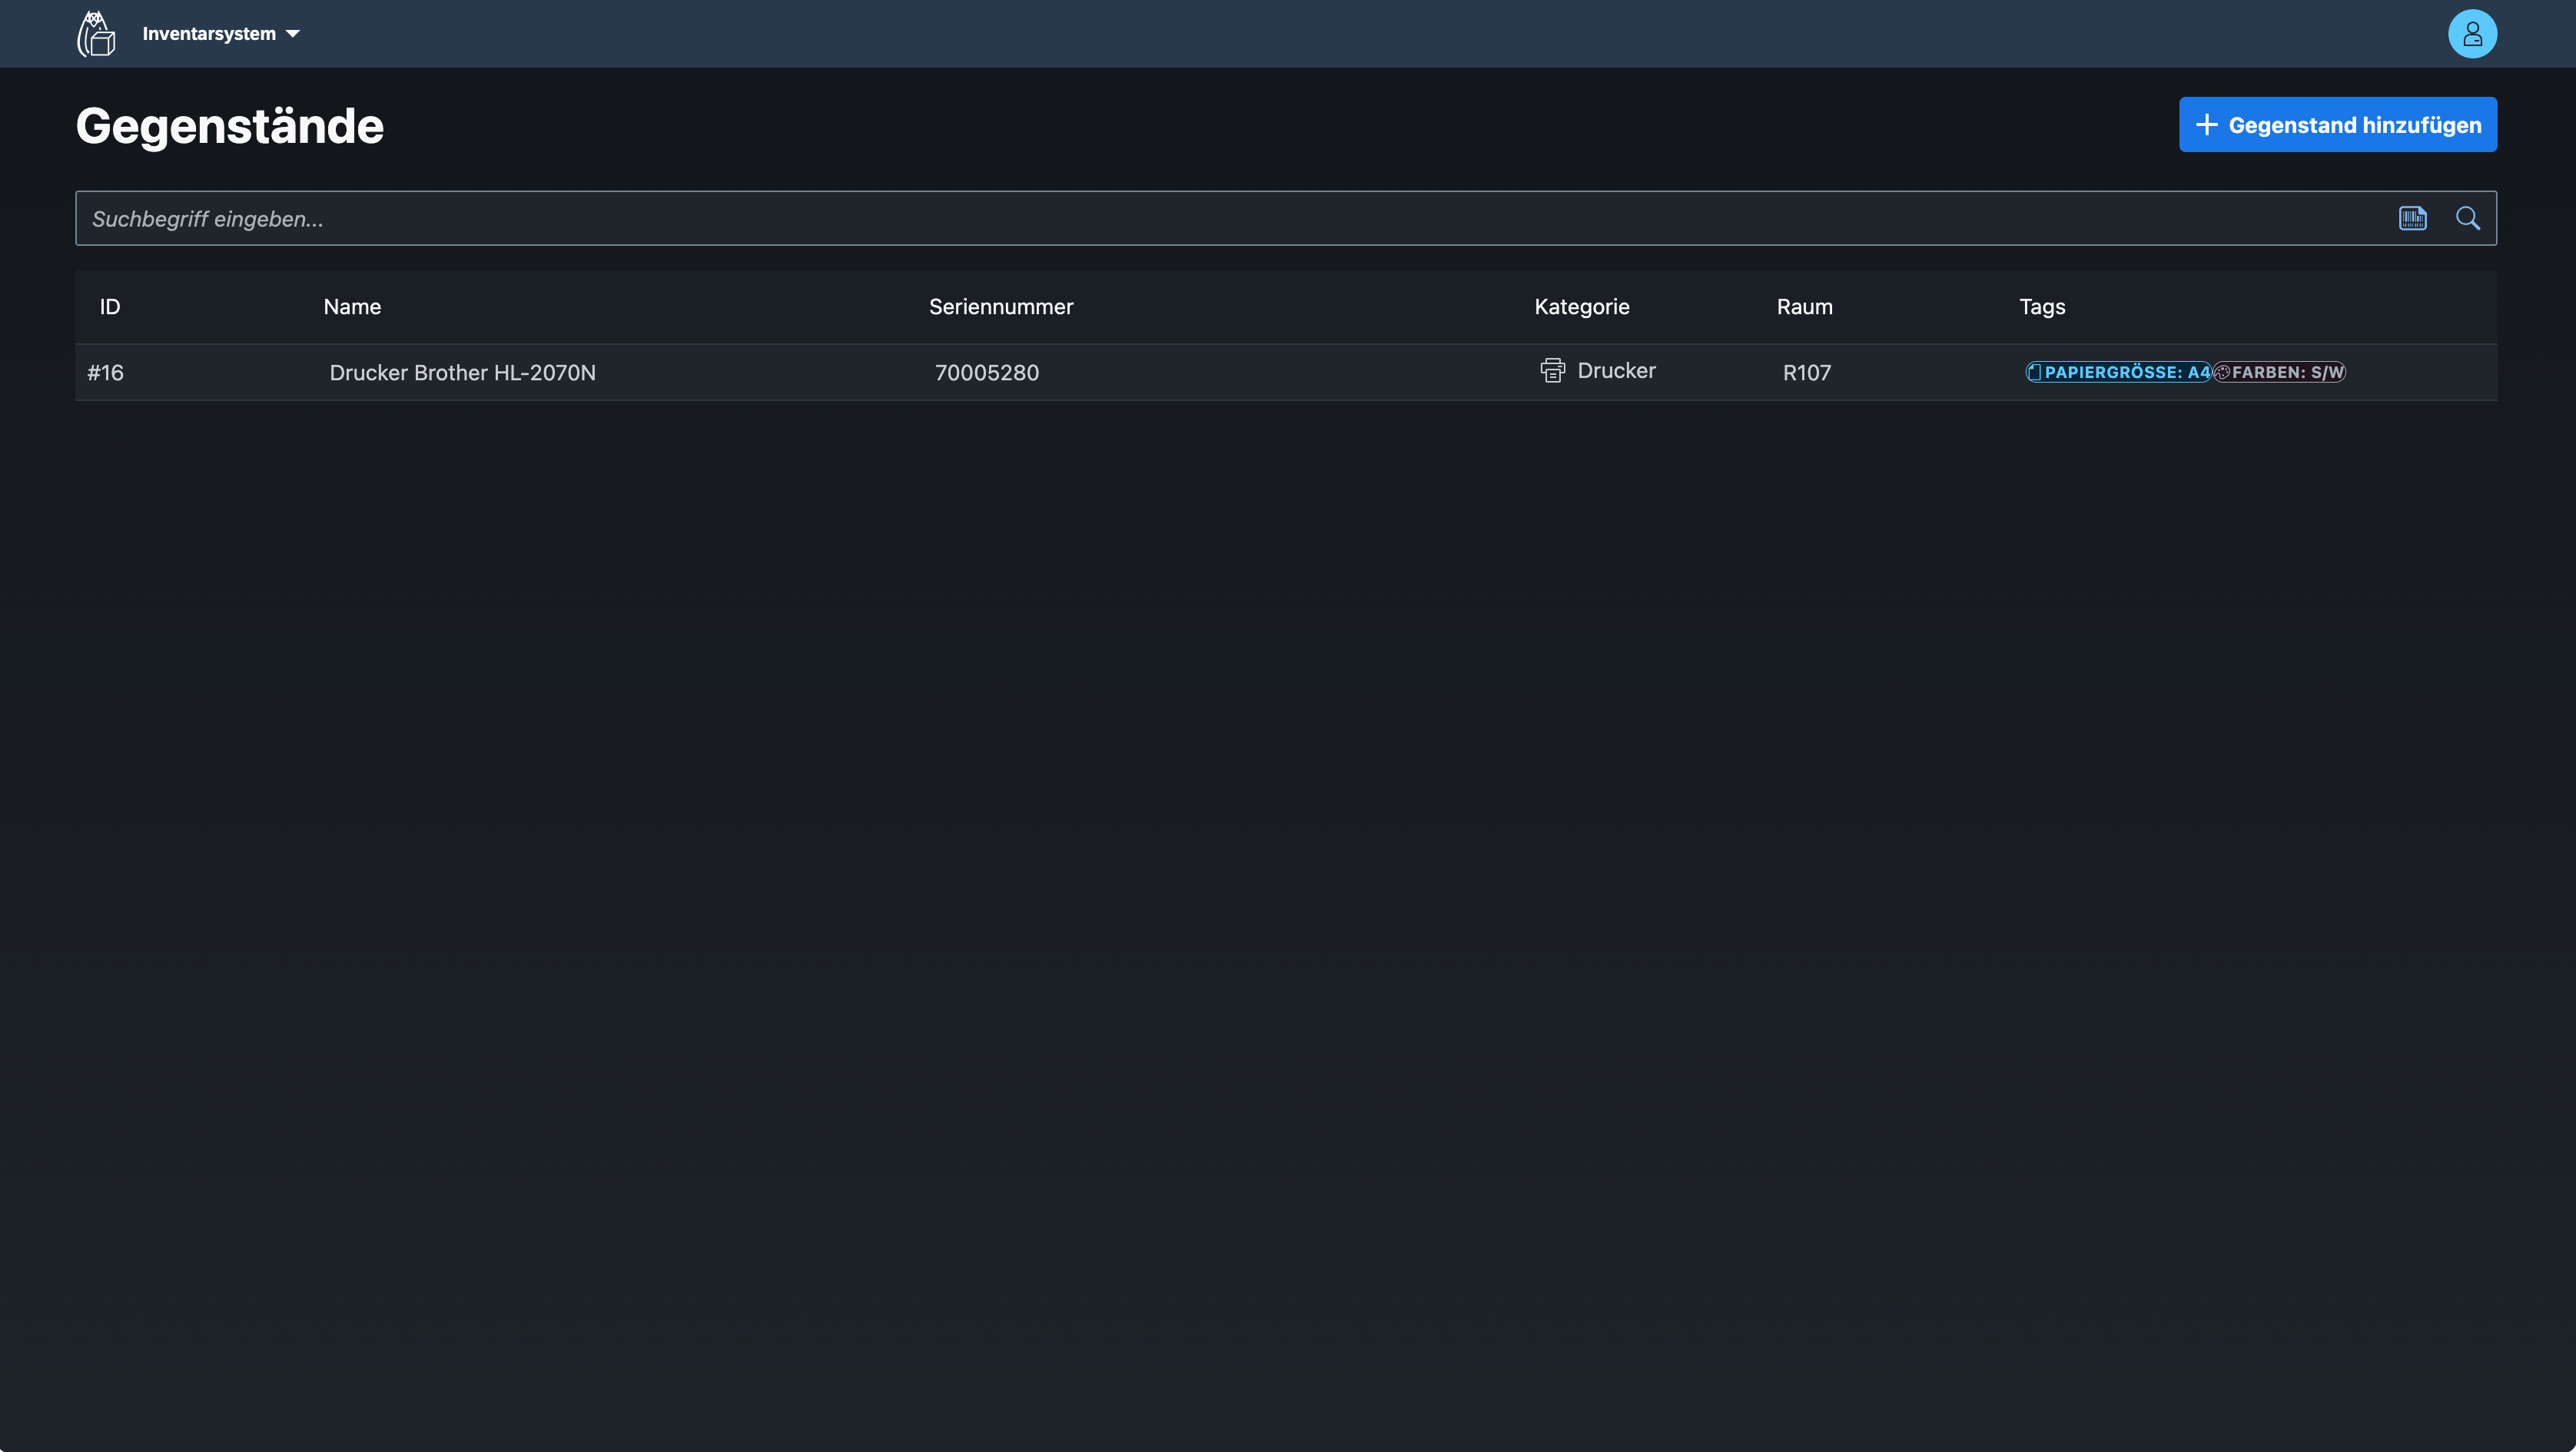 Inventarsystem
Gegenstände
Gegenstand hinzufügen
Suchbegriff eingeben...
ID Name Seriennummer Kategorie Raum Tags
#16 Drucker Brother HL-2070N 70005280 Drucker R107 PAPIERGRÖSSE: A4 FARBEN: S/W